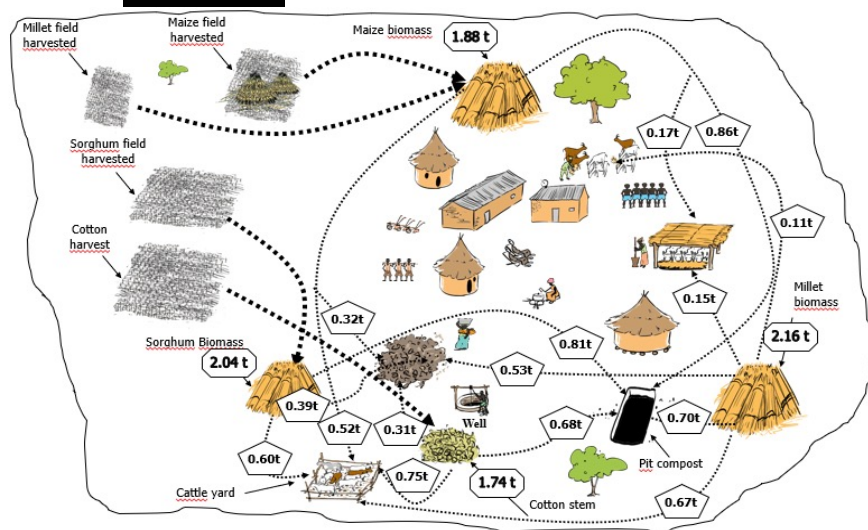 Millet field
harvested
Maize field
harvested
Maize biomass
1.88 t
Sorghum field
harvested
Cotton
harvest
0.17t
0.86t
0.11t
0.15t
Millet
biomass
2.16 t
Sorghum Biomass
2.04 t
0.32t
0.81t
0.53t
0.39t
0.52t
0.31t
Well
0.68t
0.70t
0.60t
0.75t
1.74 t
Pit compost
Cattle yard
Cotton stem
0.67t